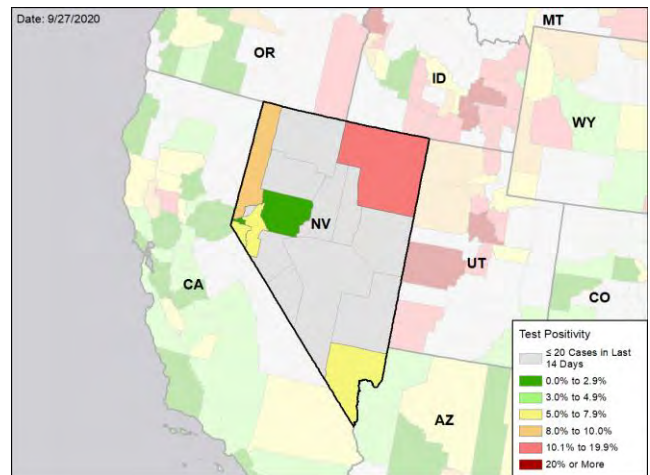 Date: 9/27/2020
MT
OR
ID
WY
NV
UT
CA
CO
AZ
Test Positivity
≤ 20 Cases in Last
14 Days
0.0% to 2.9%
3.0% to 4.9%
5.0% to 7.9%
8.0% to 10.0%
10.1% to 19.9%
20% or More